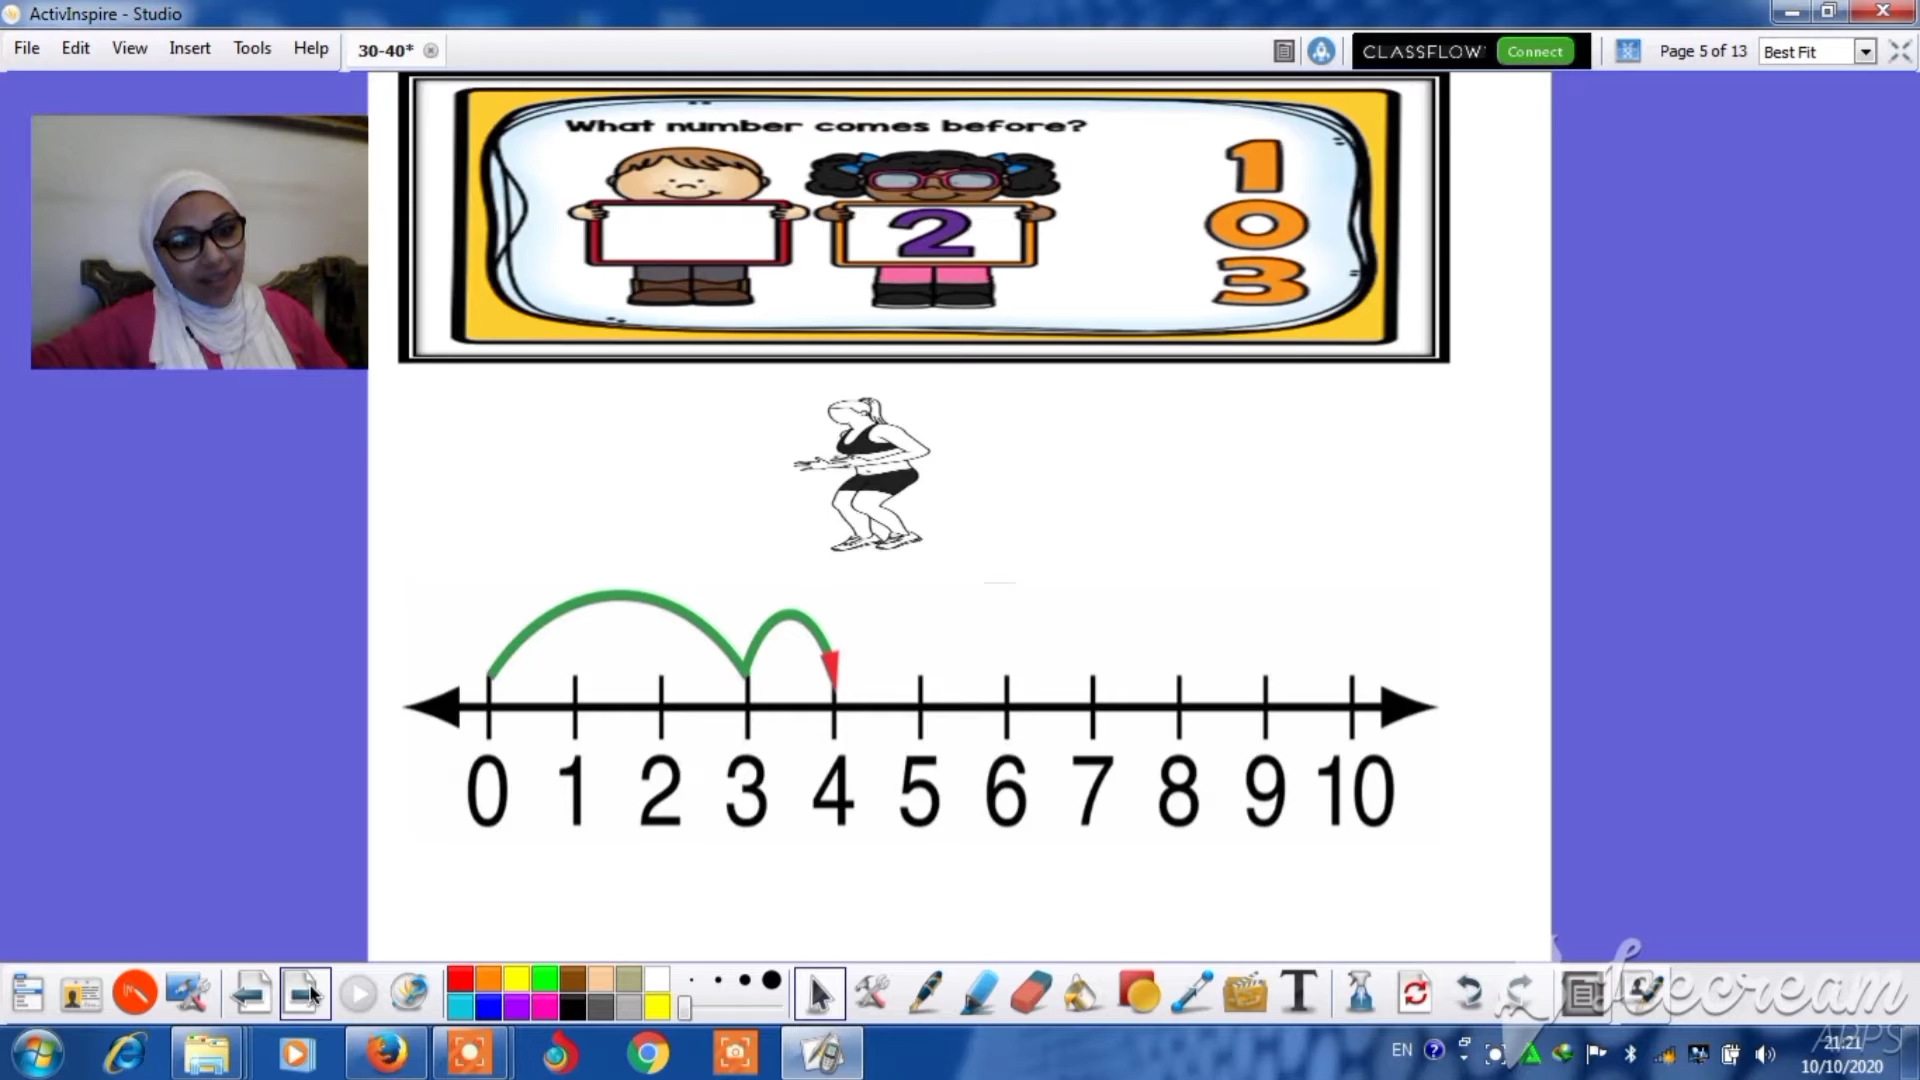 ActivInspire - Studio
File Edit View Insert Tools Help 30-40* CLASSFLOW Connect Page 5 of 13 Best Fit
What number comes before?
2
1
0
3
0 1 2 3 4 5 6 7 8 9 10
T
Icecream
APPS
EN
21:21
10/10/2020